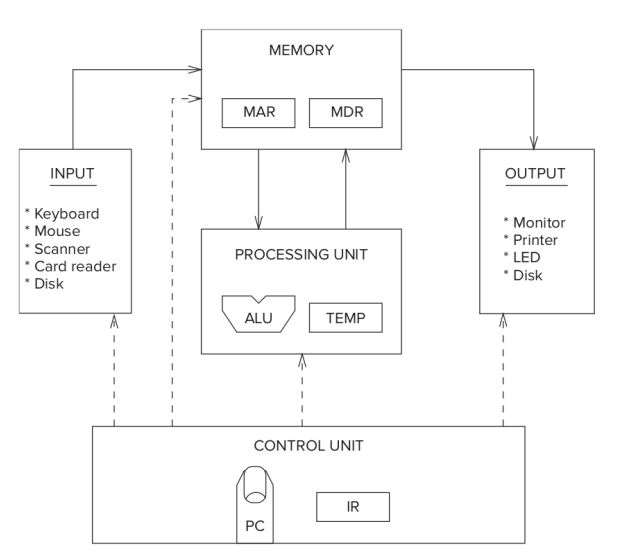 MEMORY
MAR
MDR
INPUT
* Keyboard
* Mouse
* Scanner
* Card reader
* Disk
OUTPUT
* Monitor
* Printer
* LED
* Disk
PROCESSING UNIT
ALU
TEMP
CONTROL UNIT
PC
IR